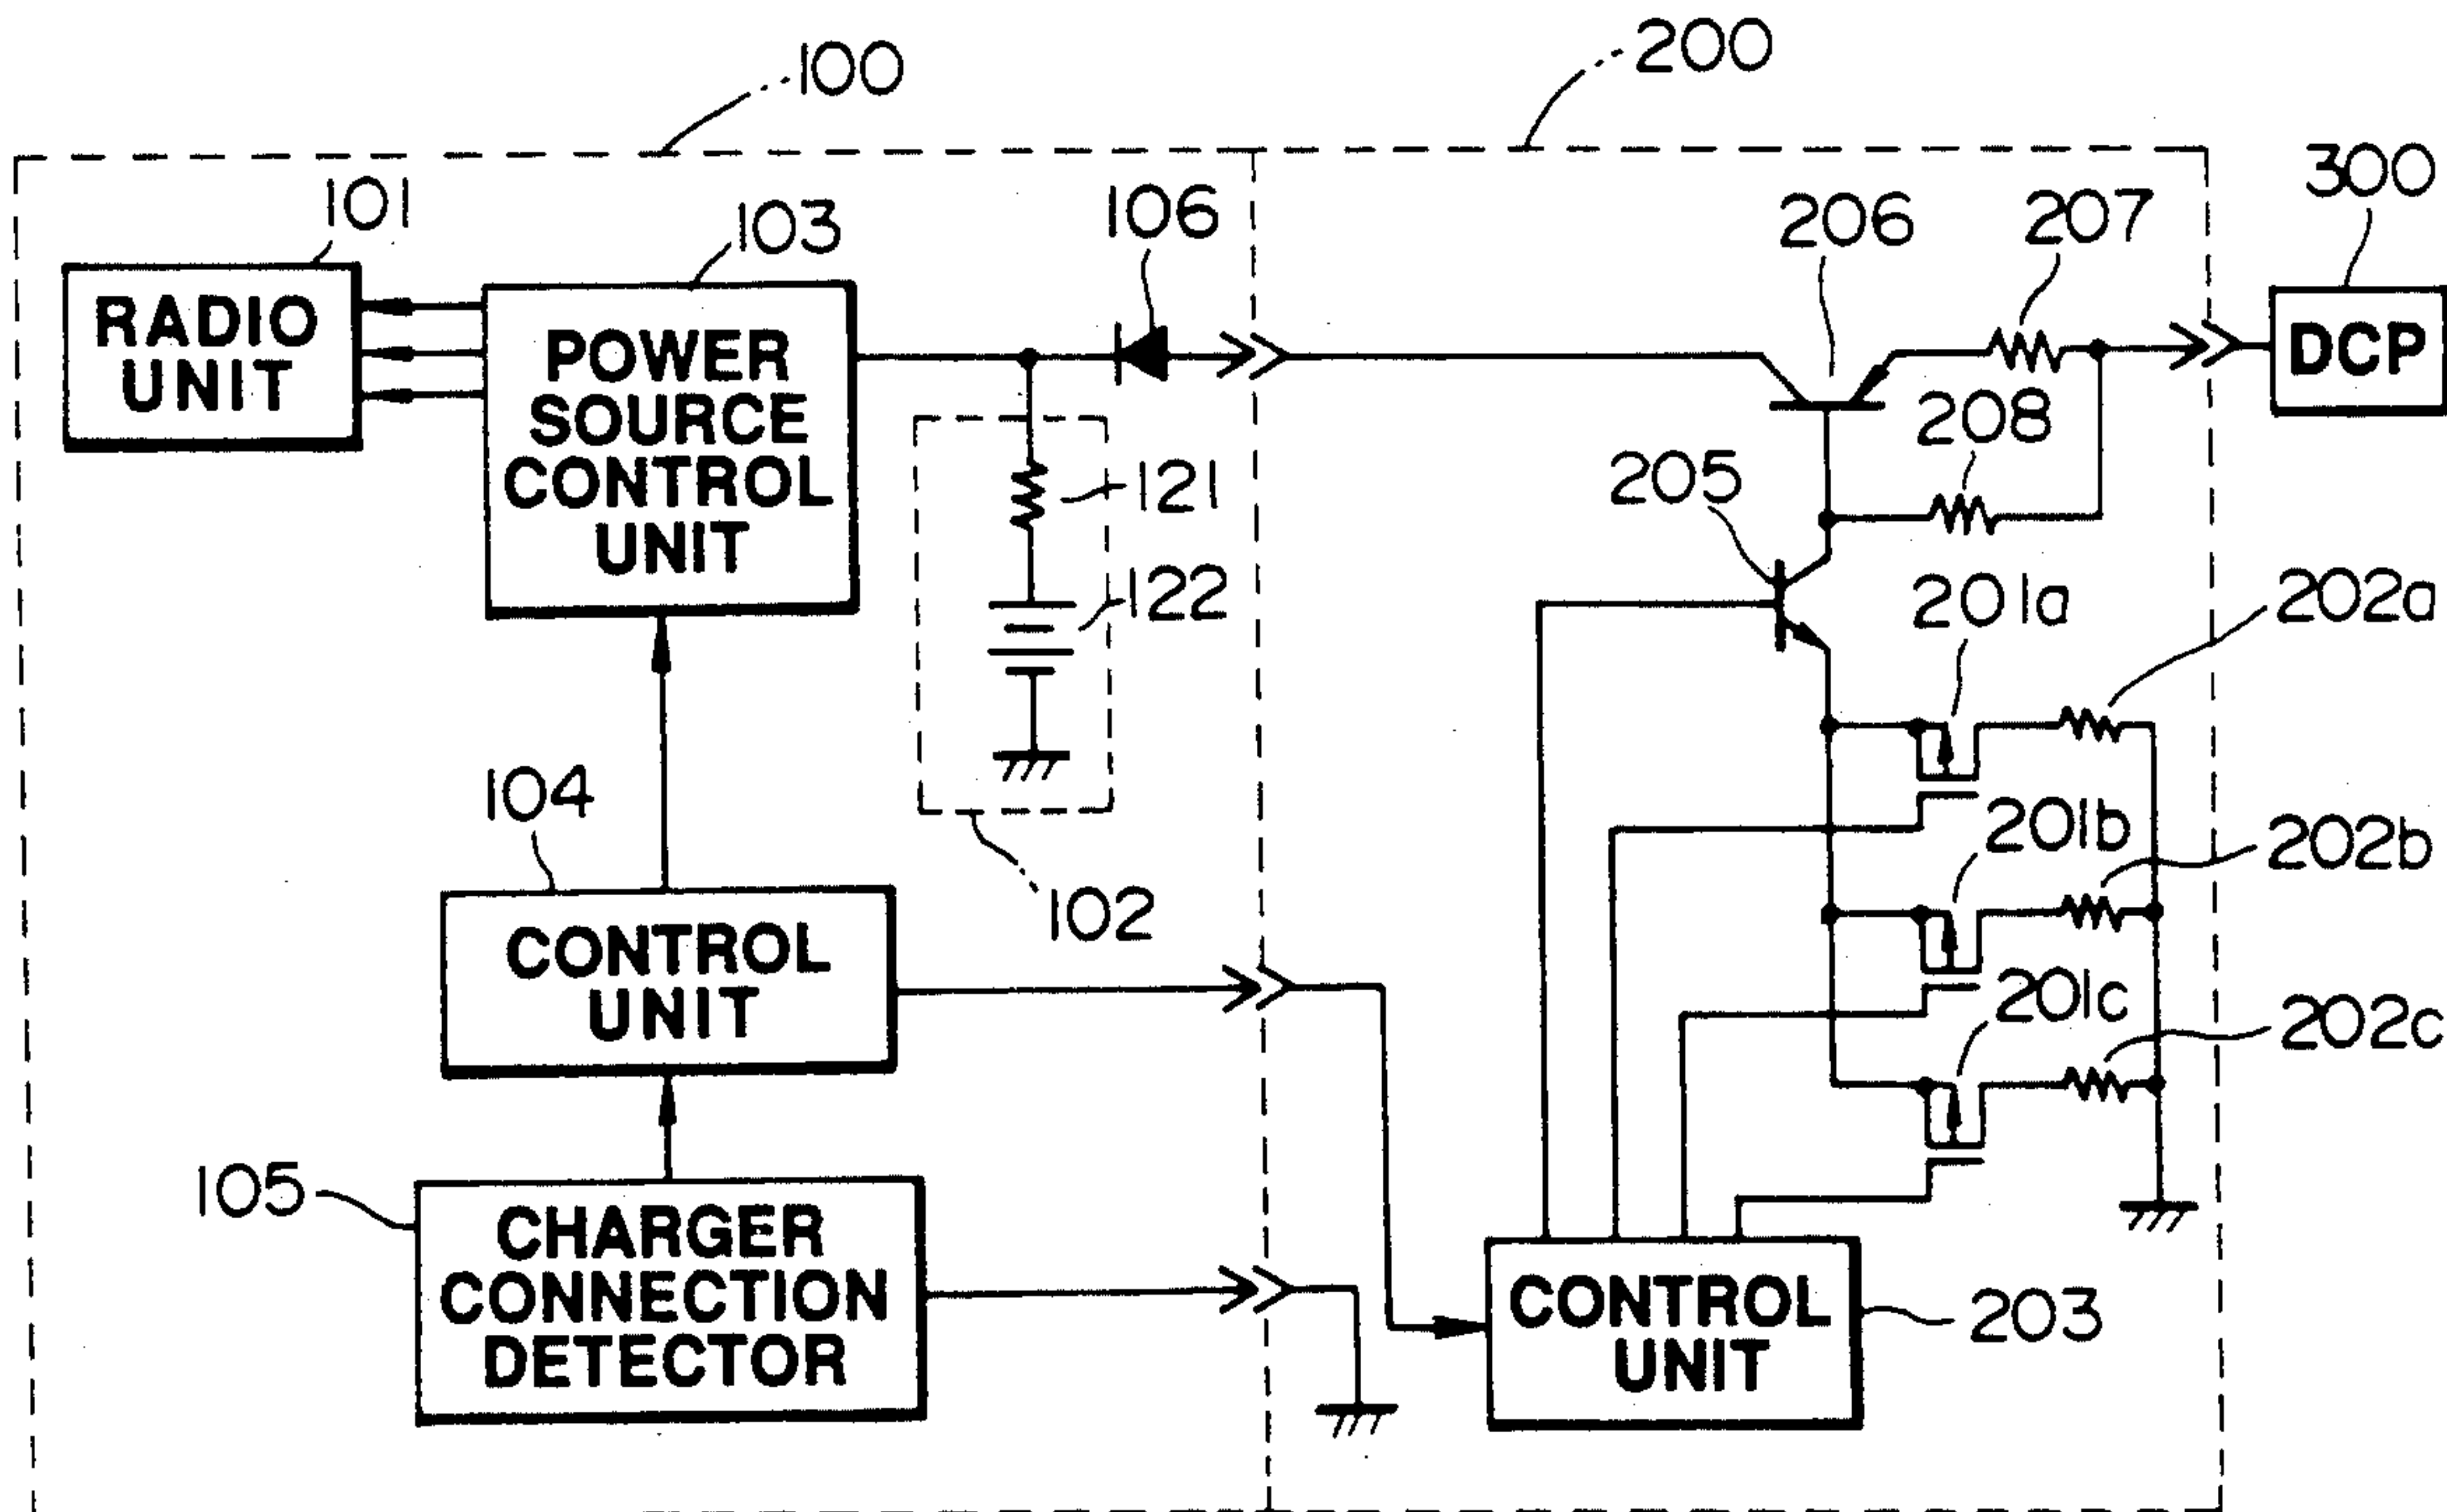 100
200
101
103
106
206
207
300
RADIO
UNIT
POWER
SOURCE
CONTROL
UNIT
DCP
208
205
121
122
201a
202a
104
102
201b
202b
CONTROL
UNIT
201c
202c
105
CHARGER
CONNECTION
DETECTOR
CONTROL
UNIT
203